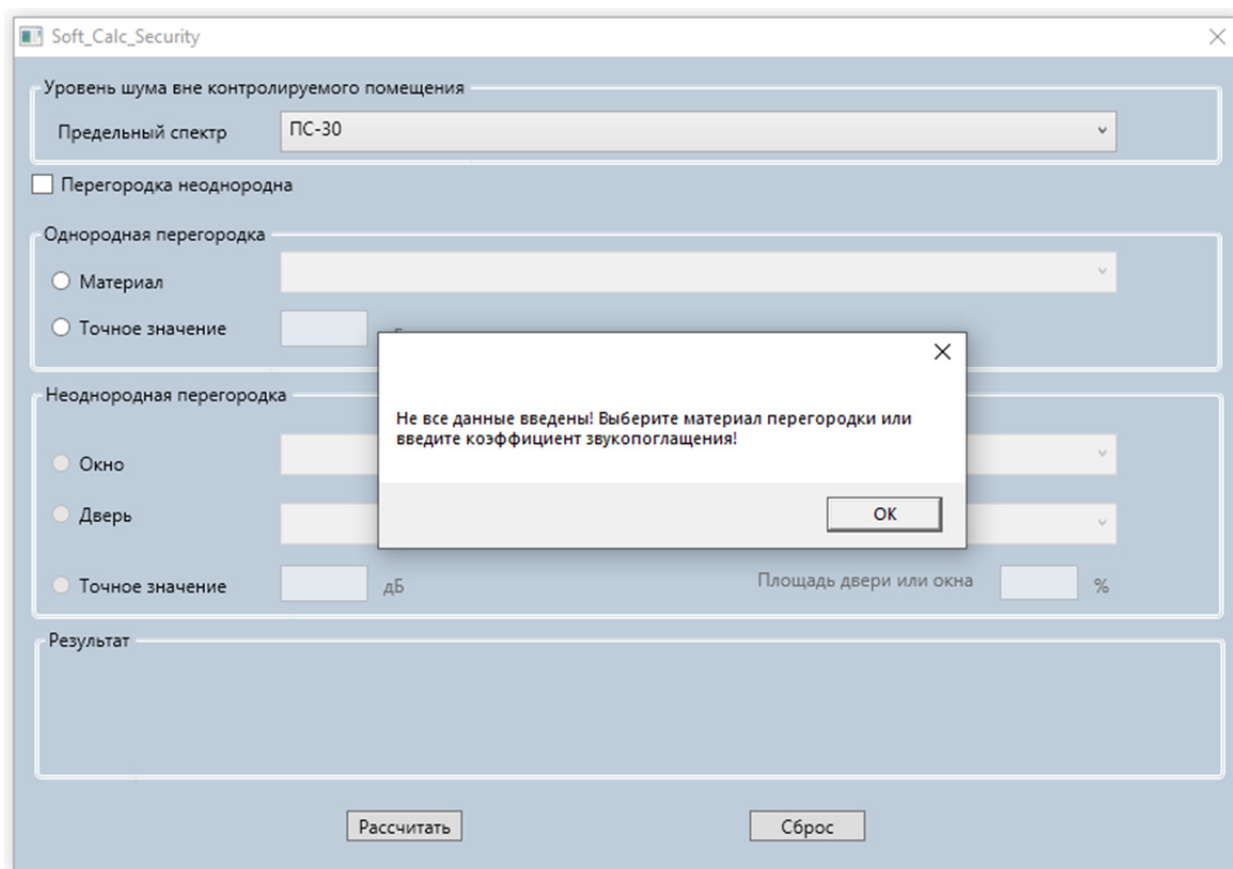 Soft_Calc_Security
Уровень шума вне контролируемого помещения
Предельный спектр
ПС-30
Перегородка неоднородна
Однородная перегородка
Материал
Точное значение
Не все данные введены! Выберите материал перегородки или
введите коэффициент звукопоглащения!
OK
Неоднородная перегородка
Окно
Дверь
Точное значение
дБ
Площадь двери или окна
%
Результат
Рассчитать
Сброс